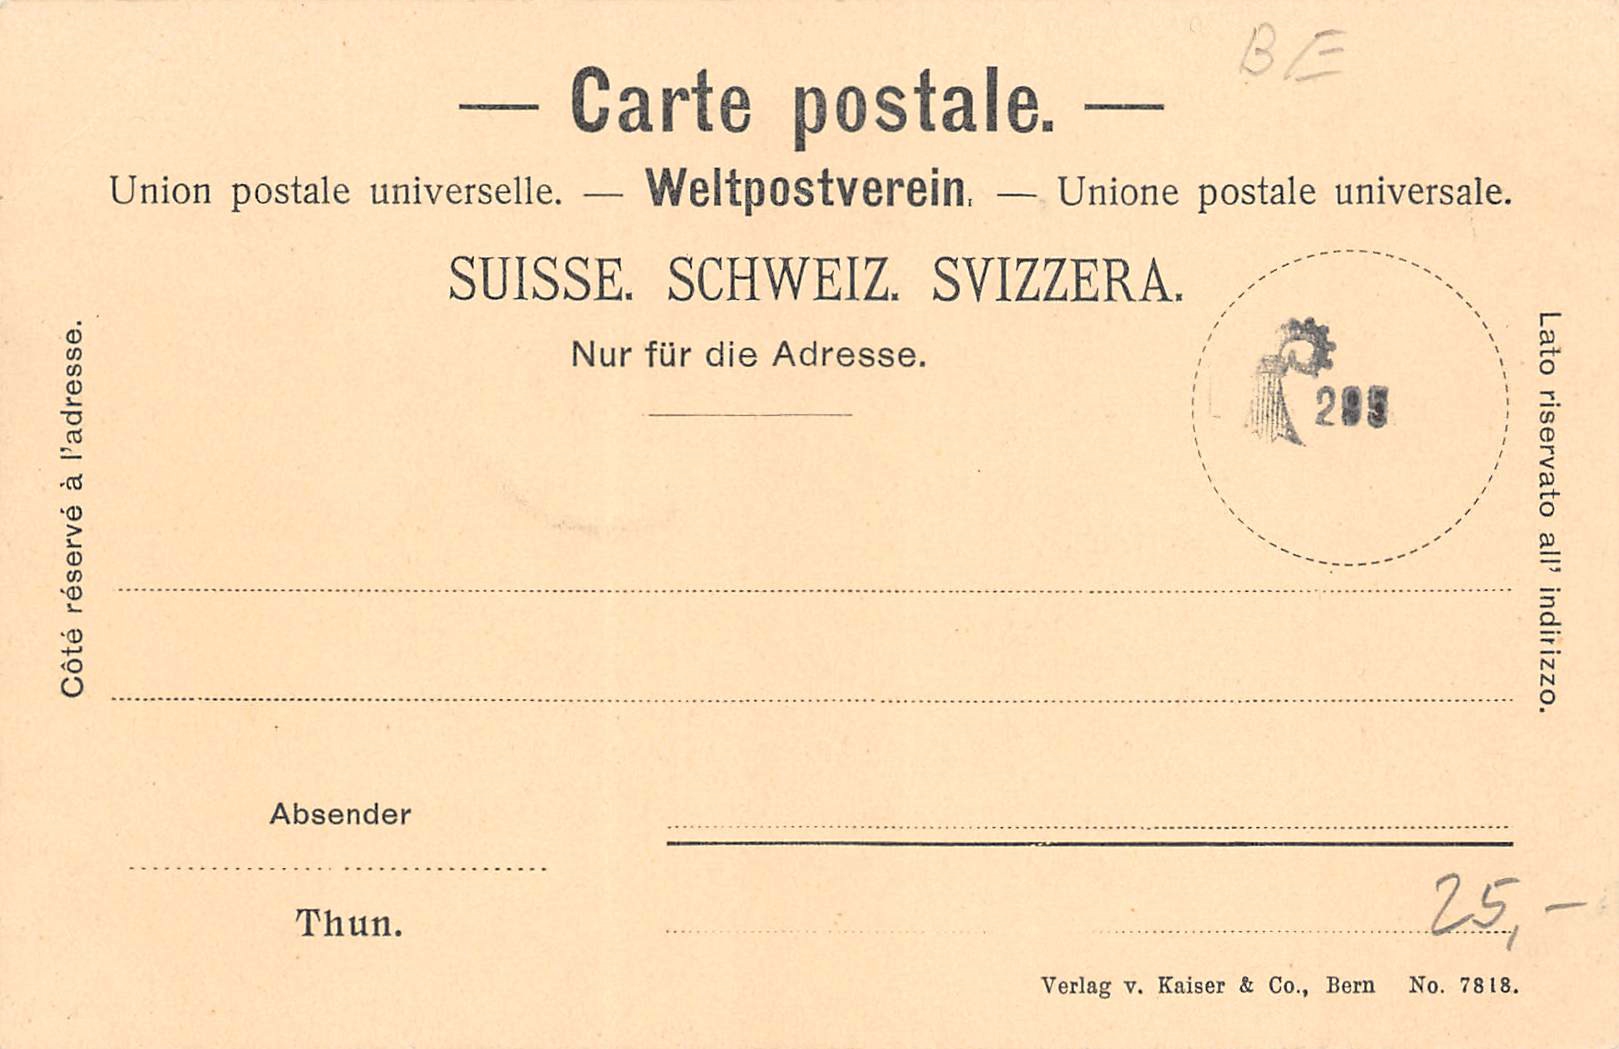 BE
— Carte postale. —
Union postale universelle. — Weltpostverein. — Unione postale universale.
SUISSE. SCHWEIZ. SVIZZERA.
Nur für die Adresse.
295
Côté réservé à l'adresse.
Lato riservato all' indirizzo.
Absender
Thun.
25,-
Verlag v. Kaiser & Co., Bern No. 7818.